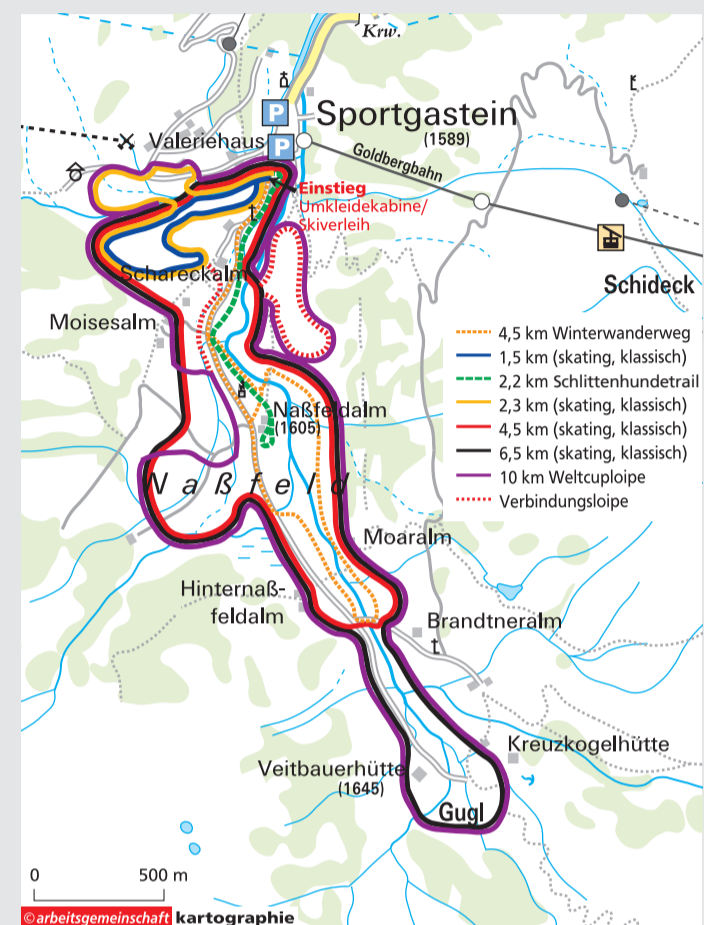 Krw.
P
Sportgastein
(1589)
P
Valeriehaus
Goldbergbahn
Einstieg
Umkleidekabine/
Skiverleih
Schareckalm
Schideck
Moisesalm
4,5 km Winterwanderweg
1,5 km (skating, klassisch)
2,2 km Schlittenhundetrail
2,3 km (skating, klassisch)
4,5 km (skating, klassisch)
6,5 km (skating, klassisch)
10 km Weltcuploipe
Verbindungsloipe
Naßfeldalm
(1605)
Naßfeld
Moaralm
Hinternaß-
feldalm
Brandtneralm
Kreuzkogelhütte
Veitbauerhütte
(1645)
Gugl
0 500 m
© arbeitsgemeinschaft kartographie